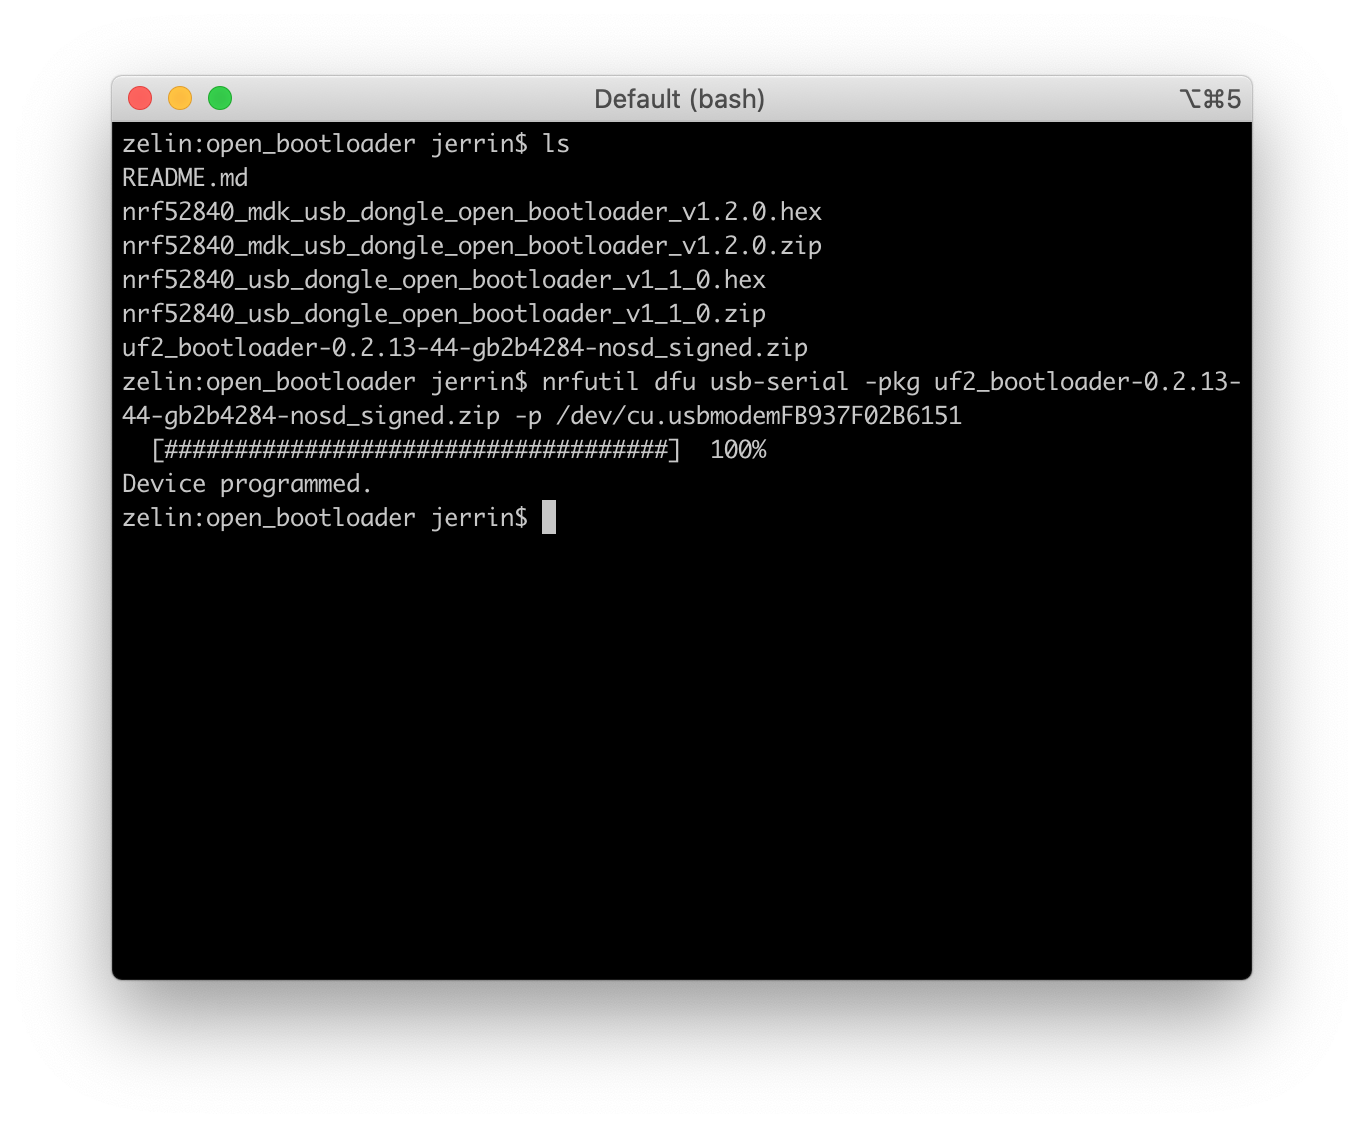 Default (bash)
⌥⌘5
zelin:open_bootloader jerrin$ ls
README.md
nrf52840_mdk_usb_dongle_open_bootloader_v1.2.0.hex
nrf52840_mdk_usb_dongle_open_bootloader_v1.2.0.zip
nrf52840_usb_dongle_open_bootloader_v1_1_0.hex
nrf52840_usb_dongle_open_bootloader_v1_1_0.zip
uf2_bootloader-0.2.13-44-gb2b4284-nosd_signed.zip
zelin:open_bootloader jerrin$ nrfutil dfu usb-serial -pkg uf2_bootloader-0.2.13-
44-gb2b4284-nosd_signed.zip -p /dev/cu.usbmodemFB937F02B6151
[####################################] 100%
Device programmed.
zelin:open_bootloader jerrin$